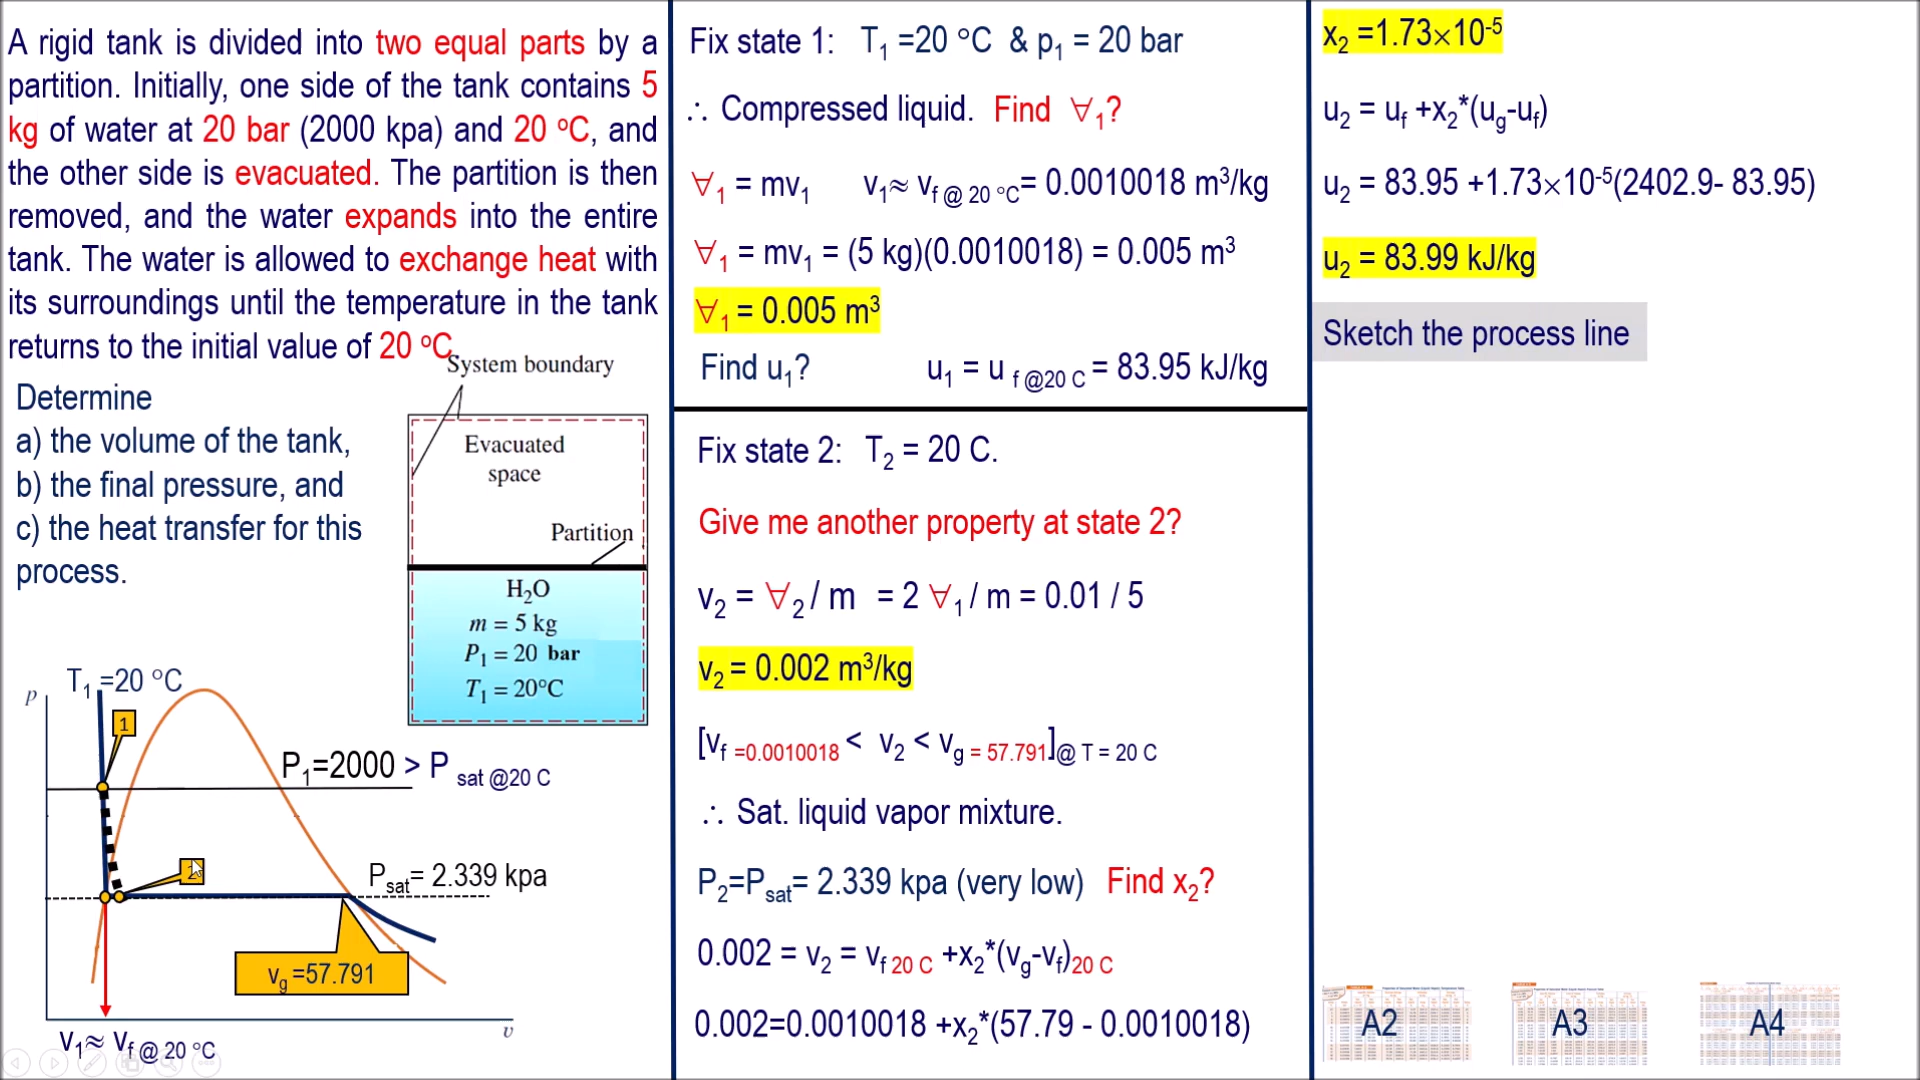 A rigid tank is divided into two equal parts by a
partition. Initially, one side of the tank contains 5
kg of water at 20 bar (2000 kpa) and 20 ºC, and
the other side is evacuated. The partition is then
removed, and the water expands into the entire
tank. The water is allowed to exchange heat with
its surroundings until the temperature in the tank
returns to the initial value of 20 ºC.
Determine
a) the volume of the tank,
b) the final pressure, and
c) the heat transfer for this
process.
System boundary
Evacuated
space
Partition
H₂O
m = 5 kg
P₁ = 20 bar
T₁ = 20°C
T₁ =20 °C
p
1
P₁=2000 > P sat @20 C
2
Psat= 2.339 kpa
vg =57.791
v
v₁≈ vf @ 20 °C
Fix state 1: T₁ =20 °C & p₁ = 20 bar
∴ Compressed liquid. Find ∀₁?
∀₁ = mv₁ v₁≈ vf @ 20 °C= 0.0010018 m³/kg
∀₁ = mv₁ = (5 kg)(0.0010018) = 0.005 m³
∀₁ = 0.005 m³
Find u₁? u₁ = u f @20 C = 83.95 kJ/kg
Fix state 2: T₂ = 20 C.
Give me another property at state 2?
v₂ = ∀₂ / m = 2 ∀₁ / m = 0.01 / 5
v₂ = 0.002 m³/kg
[vf =0.0010018 < v₂ < vg = 57.791]@ T = 20 C
∴ Sat. liquid vapor mixture.
P₂=Psat= 2.339 kpa (very low) Find x₂?
0.002 = v₂ = vf 20 C +x₂*(vg-vf)20 C
0.002=0.0010018 +x₂*(57.79 - 0.0010018)
x₂ =1.73×10⁻⁵
u₂ = uf +x₂*(ug-uf)
u₂ = 83.95 +1.73×10⁻⁵(2402.9- 83.95)
u₂ = 83.99 kJ/kg
Sketch the process line
A2
A3
A4